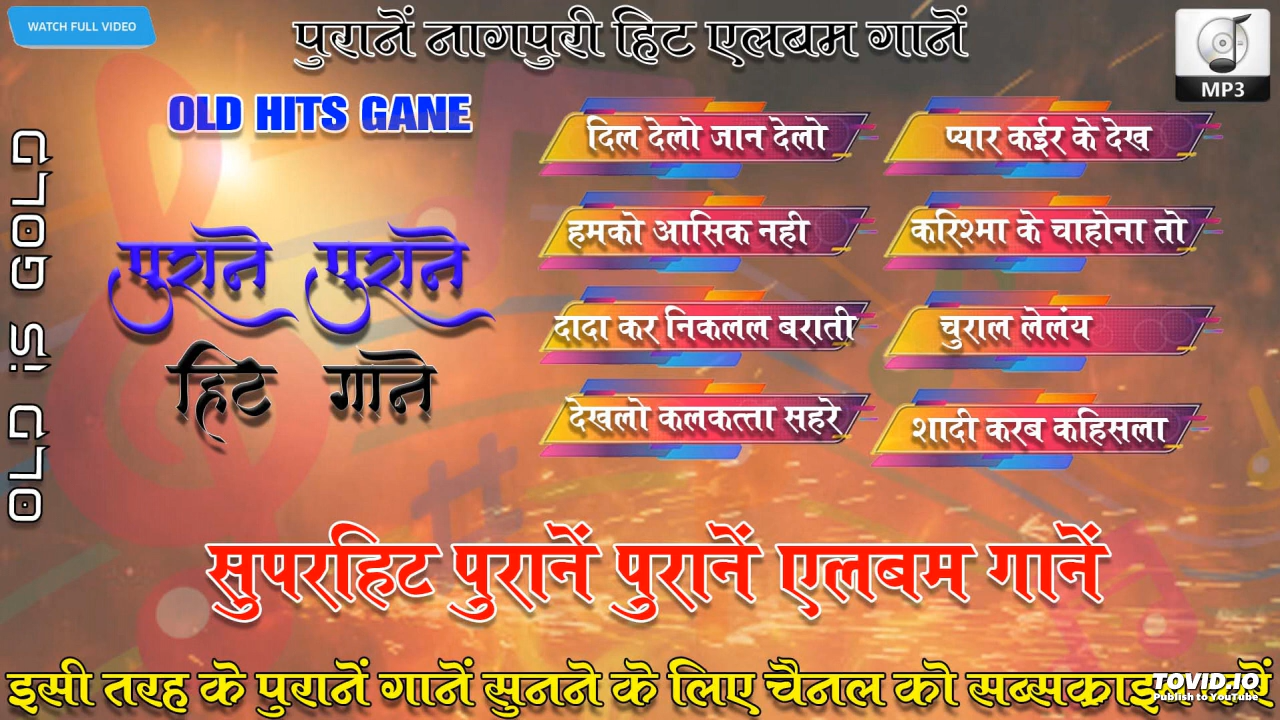 WATCH FULL VIDEO
पुरानें नागपुरी हिट एलबम गानें
MP3
OLD HITS GANE
OLD iS GOLD
पुराने पुराने
हिट गाने
दिल देलो जान देलो
प्यार कईर के देख
हमको आसिक नही
करिश्मा के चाहोना तो
दादा कर निकलल बराती
चुराल लेलंय
देखलो कलकत्ता सहरे
शादी करब कहिसला
सुपरहिट पुरानें पुरानें एलबम गानें
इसी तरह के पुरानें गानें सुनने के लिए चैनल को सब्सक्राइब करें
TOVID.IO
Publish to YouTube